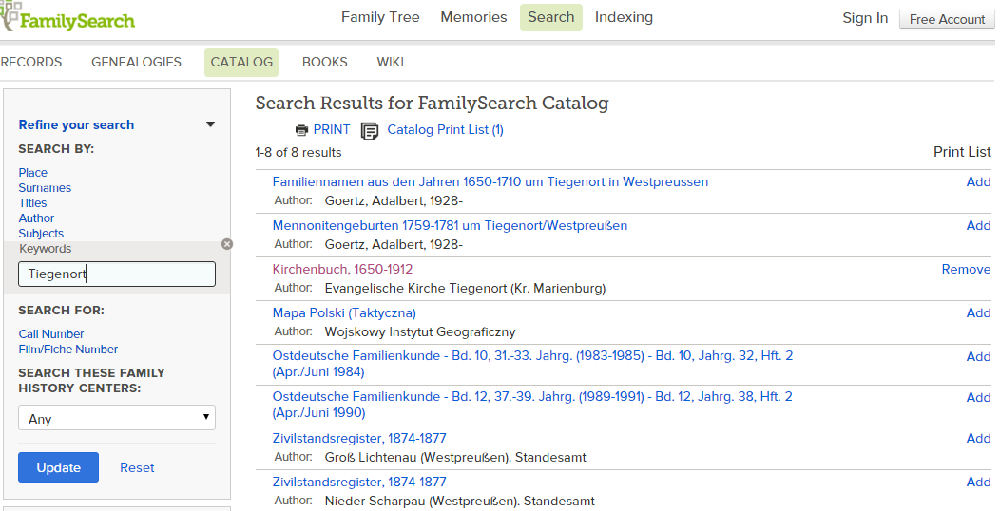 FamilySearch
Family Tree Memories Search Indexing Sign In Free Account
RECORDS GENEALOGIES CATALOG BOOKS WIKI
Refine your search
SEARCH BY:
Place
Surnames
Titles
Author
Subjects
Keywords
Tiegenort
SEARCH FOR:
Call Number
Film/Fiche Number
SEARCH THESE FAMILY
HISTORY CENTERS:
Any
Update Reset
Search Results for FamilySearch Catalog
PRINT Catalog Print List (1)
1-8 of 8 results Print List
Familiennamen aus den Jahren 1650-1710 um Tiegenort in Westpreussen Add
Author: Goertz, Adalbert, 1928-
Mennonitengeburten 1759-1781 um Tiegenort/Westpreußen Add
Author: Goertz, Adalbert, 1928-
Kirchenbuch, 1650-1912 Remove
Author: Evangelische Kirche Tiegenort (Kr. Marienburg)
Mapa Polski (Taktyczna) Add
Author: Wojskowy Instytut Geograficzny
Ostdeutsche Familienkunde - Bd. 10, 31.-33. Jahrg. (1983-1985) - Bd. 10, Jahrg. 32, Hft. 2 Add
(Apr./Juni 1984)
Ostdeutsche Familienkunde - Bd. 12, 37.-39. Jahrg. (1989-1991) - Bd. 12, Jahrg. 38, Hft. 2 Add
(Apr./Juni 1990)
Zivilstandsregister, 1874-1877 Add
Author: Groß Lichtenau (Westpreußen). Standesamt
Zivilstandsregister, 1874-1877 Add
Author: Nieder Scharpau (Westpreußen). Standesamt